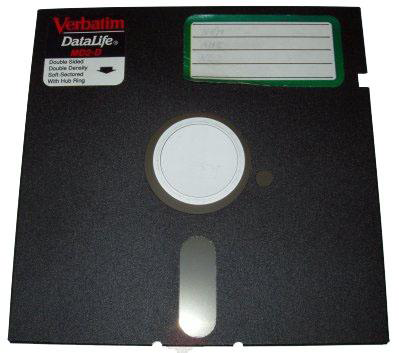 Verbatim
DataLife®
MD2-D
Double Sided
Double Density
Soft-Sectored
With Hub Ring